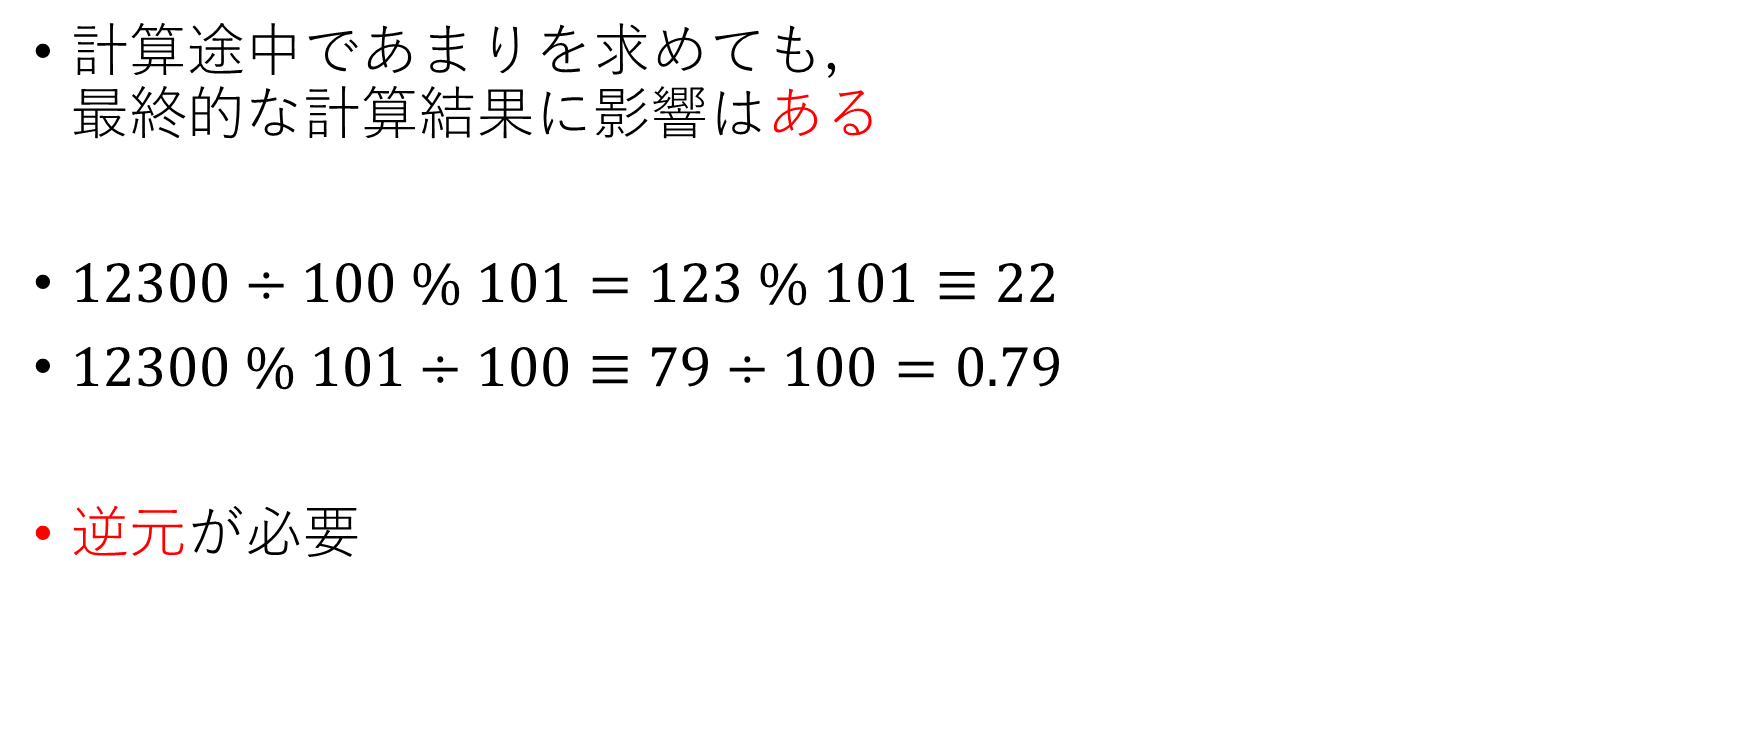 • 計算途中であまりを求めても,
最終的な計算結果に影響はある
• 12300 ÷ 100 % 101 = 123 % 101 ≡ 22
• 12300 % 101 ÷ 100 ≡ 79 ÷ 100 = 0.79
• 逆元が必要